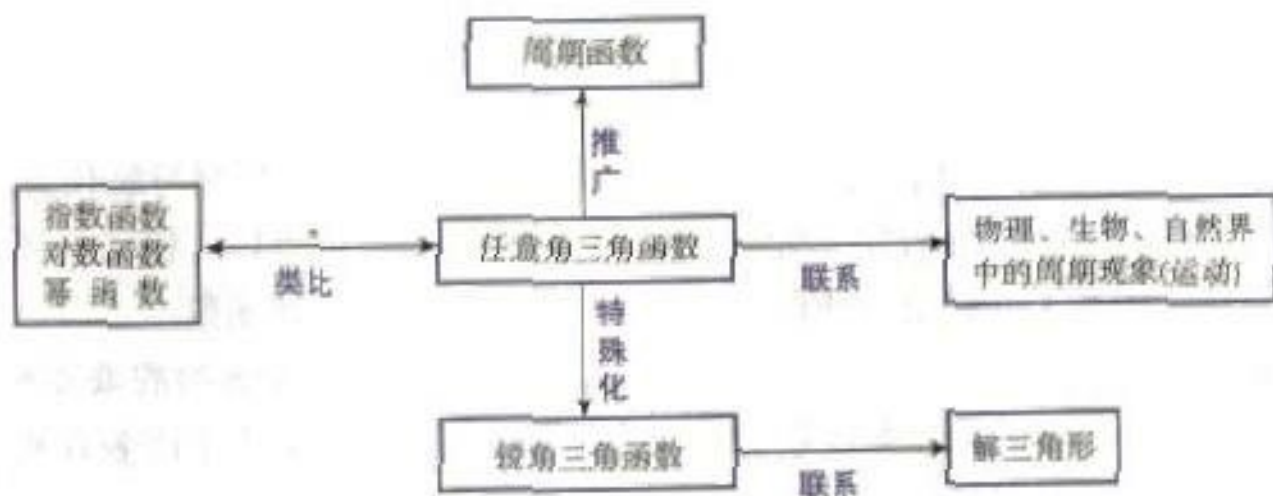 周期函数
推
广
指数函数
对数函数
幂函数
类比
任意角三角函数
联系
物理、生物、自然界
中的周期现象(运动)
特
殊
化
锐角三角函数
联系
解三角形